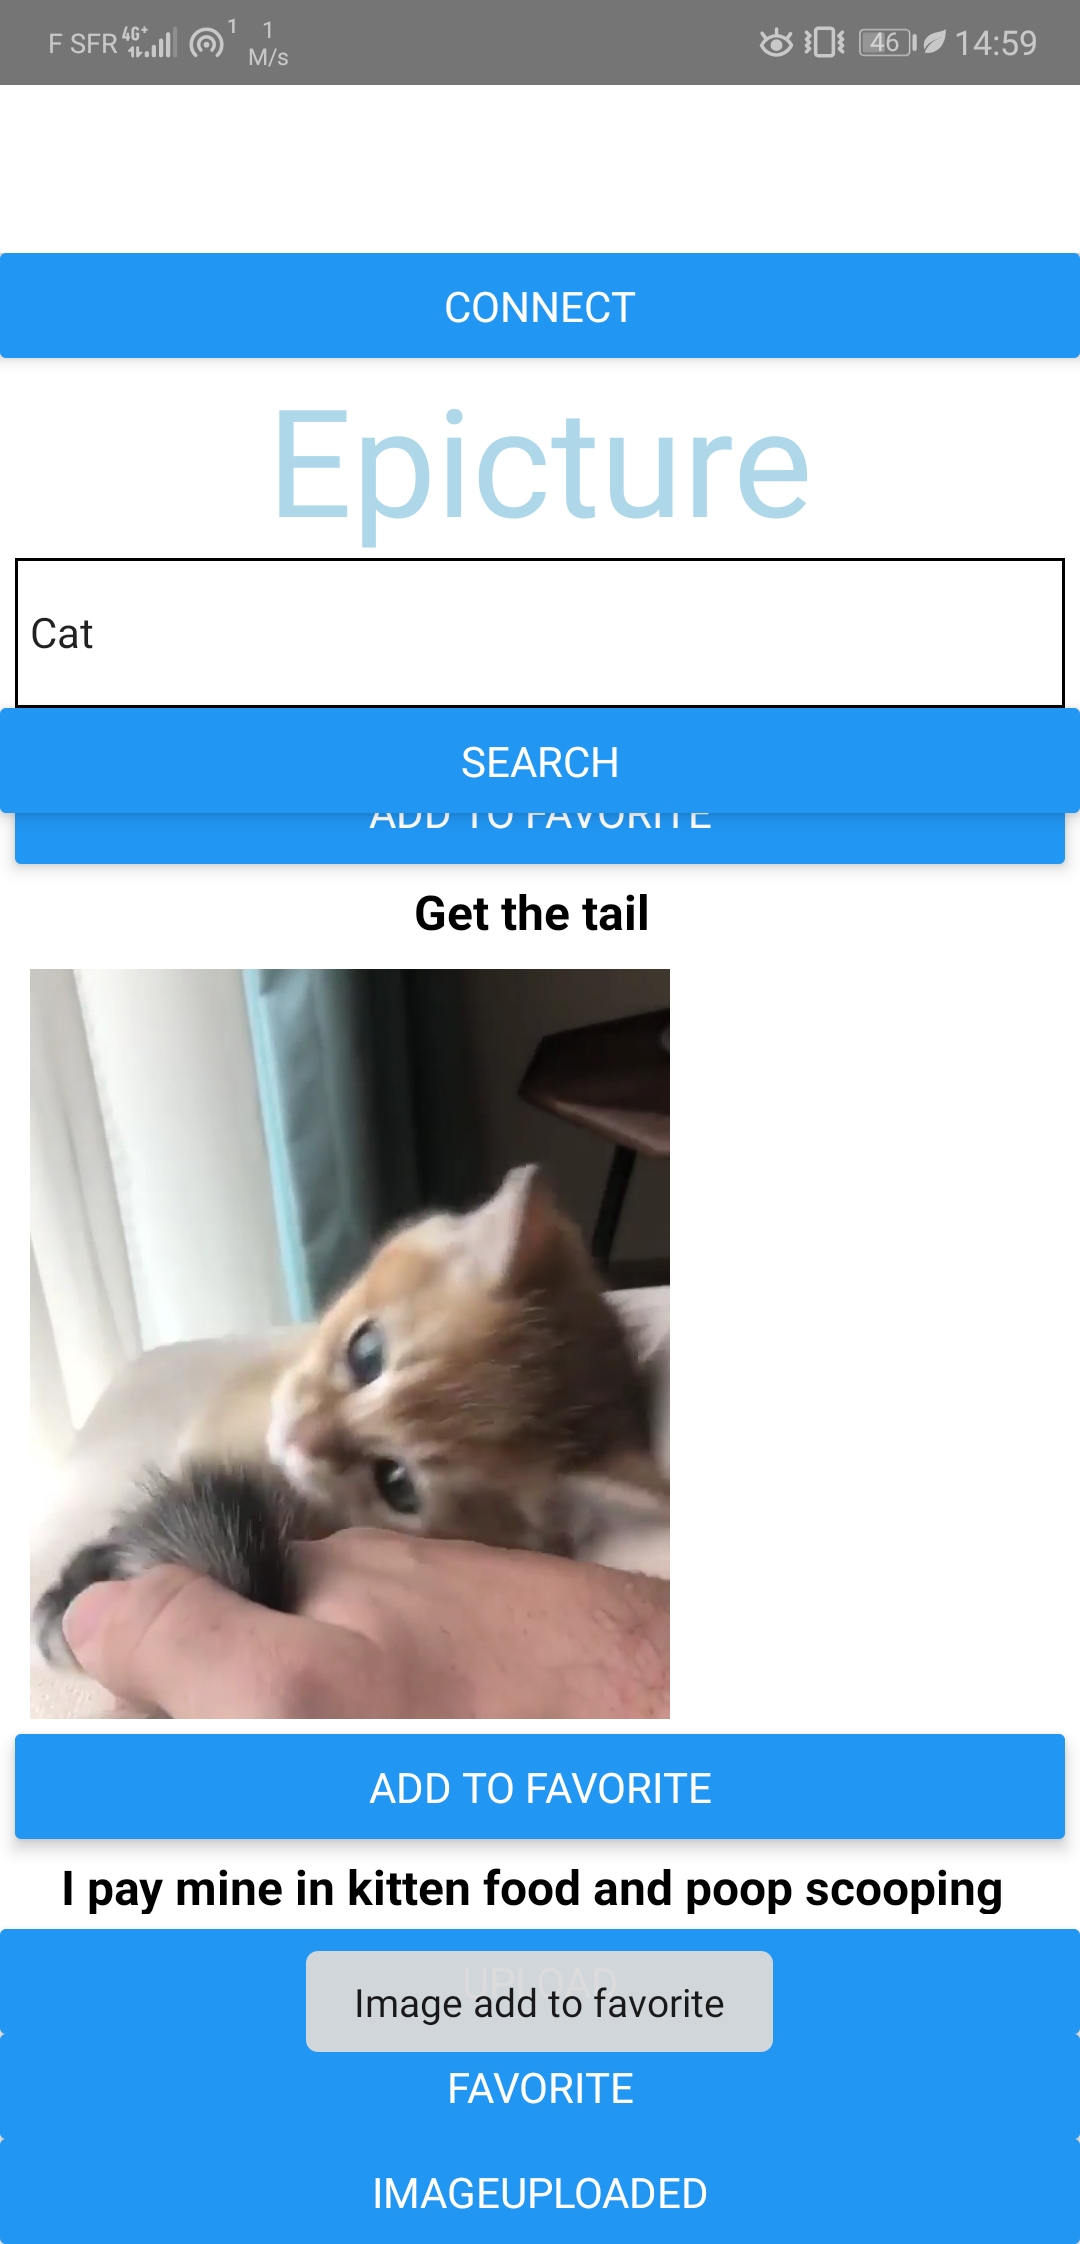 F SFR 4G+ 1 1 M/s 46 14:59
CONNECT
Epicture
Cat
SEARCH
ADD TO FAVORITE
Get the tail
ADD TO FAVORITE
I pay mine in kitten food and poop scooping
UPLOAD
Image add to favorite
FAVORITE
IMAGEUPLOADED